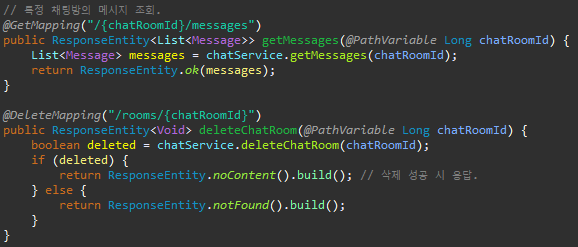 // 특정 채팅방의 메시지 조회.
@GetMapping("/{chatRoomId}/messages")
public ResponseEntity<List<Message>> getMessages(@PathVariable Long chatRoomId) {
    List<Message> messages = chatService.getMessages(chatRoomId);
    return ResponseEntity.ok(messages);
}

@DeleteMapping("/rooms/{chatRoomId}")
public ResponseEntity<Void> deleteChatRoom(@PathVariable Long chatRoomId) {
    boolean deleted = chatService.deleteChatRoom(chatRoomId);
    if (deleted) {
        return ResponseEntity.noContent().build(); // 삭제 성공 시 응답.
    } else {
        return ResponseEntity.notFound().build();
    }
}